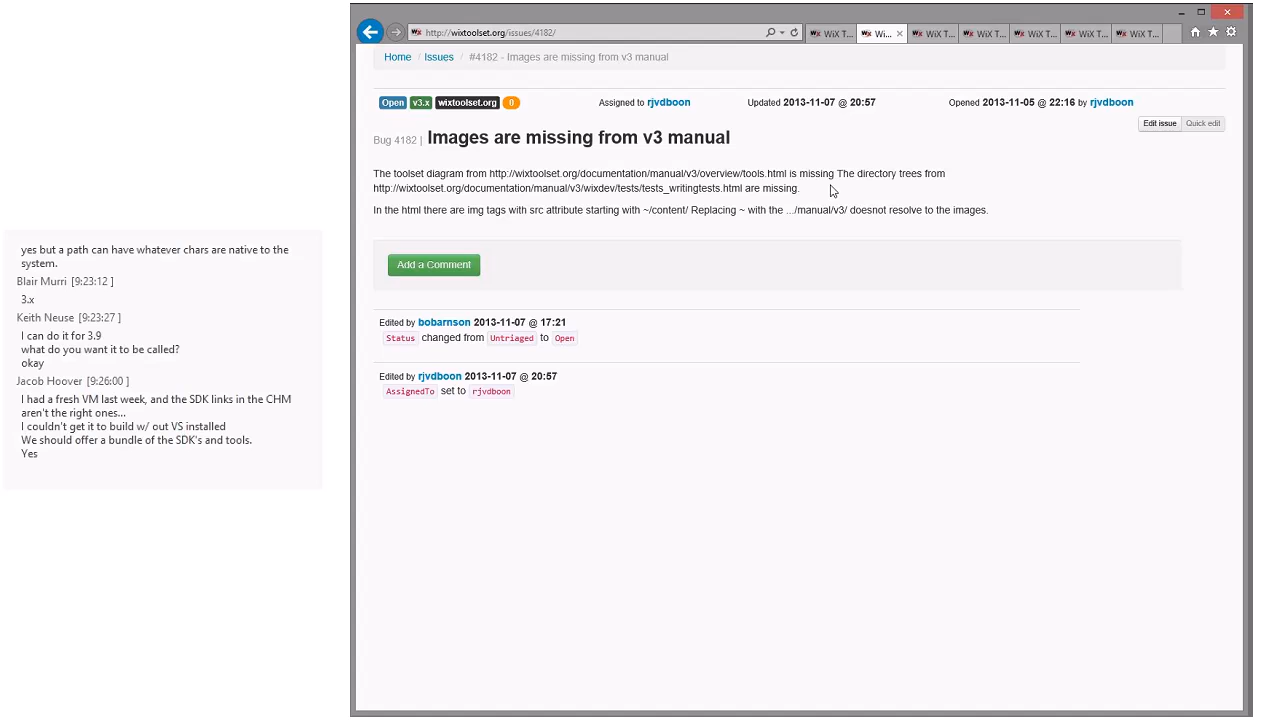 yes but a path can have whatever chars are native to the
system.
Blair Murri [9:23:12 ]
3.x
Keith Neuse [9:23:27 ]
I can do it for 3.9
what do you want it to be called?
okay
Jacob Hoover [9:26:00 ]
I had a fresh VM last week, and the SDK links in the CHM
aren't the right ones...
I couldn't get it to build w/ out VS installed
We should offer a bundle of the SDK's and tools.
Yes
http://wixtoolset.org/issues/4182/
WiX T...
Wi...
WiX T...
WiX T...
WiX T...
WiX T...
WiX T...
Home / Issues / #4182 - Images are missing from v3 manual
Open v3.x wixtoolset.org 0 Assigned to rjvdboon Updated 2013-11-07 @ 20:57 Opened 2013-11-05 @ 22:16 by rjvdboon
Edit issue Quick edit
Bug 4182 | Images are missing from v3 manual
The toolset diagram from http://wixtoolset.org/documentation/manual/v3/overview/tools.html is missing The directory trees from
http://wixtoolset.org/documentation/manual/v3/wixdev/tests/tests_writingtests.html are missing.
In the html there are img tags with src attribute starting with ~/content/ Replacing ~ with the .../manual/v3/ doesnot resolve to the images.
Add a Comment
Edited by bobarnson 2013-11-07 @ 17:21
Status changed from Untriaged to Open
Edited by rjvdboon 2013-11-07 @ 20:57
AssignedTo set to rjvdboon